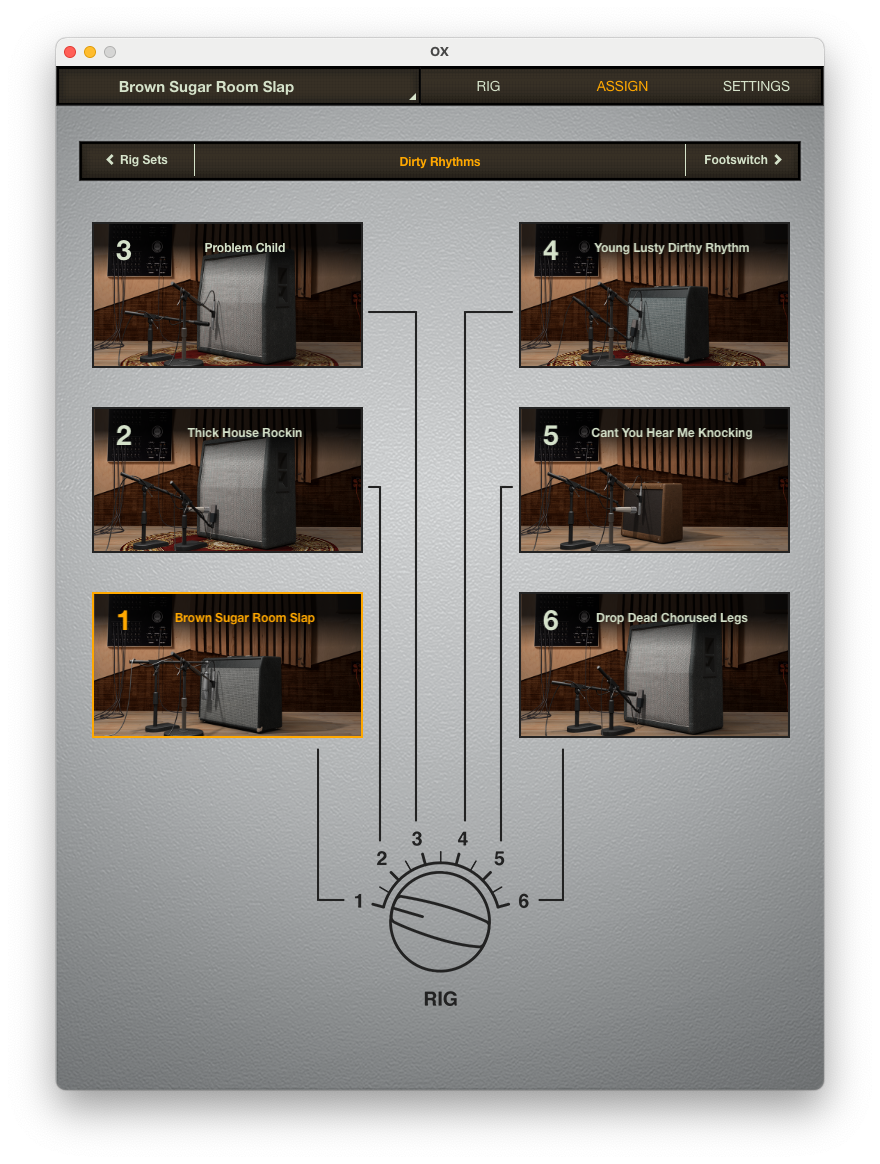 OX
Brown Sugar Room Slap
RIG
ASSIGN
SETTINGS
Rig Sets
Dirty Rhythms
Footswitch
3
Problem Child
4
Young Lusty Dirthy Rhythm
2
Thick House Rockin
5
Cant You Hear Me Knocking
1
Brown Sugar Room Slap
6
Drop Dead Chorused Legs
3
4
2
5
1
6
RIG